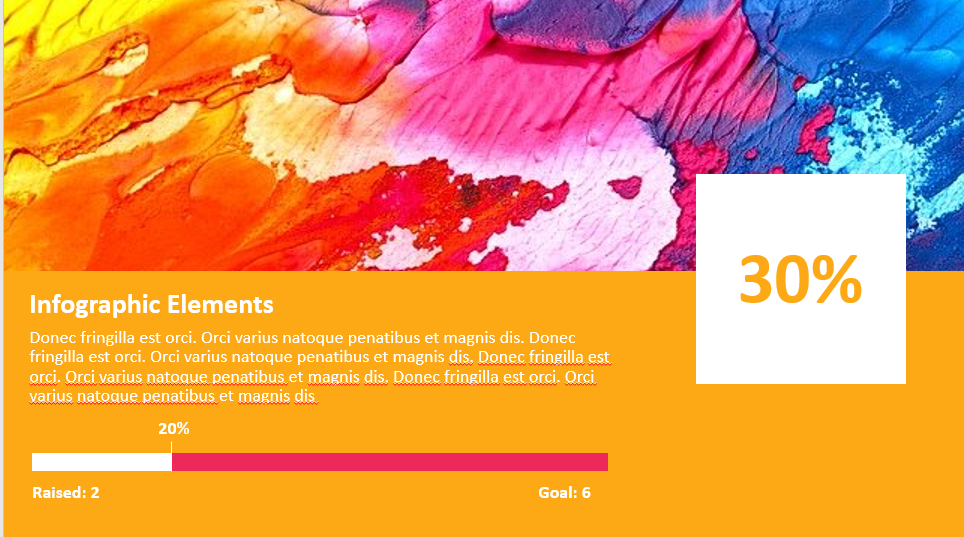 30%
Infographic Elements
Donec fringilla est orci. Orci varius natoque penatibus et magnis dis. Donec
fringilla est orci. Orci varius natoque penatibus et magnis dis. Donec fringilla est
orci. Orci varius natoque penatibus et magnis dis. Donec fringilla est orci. Orci
varius natoque penatibus et magnis dis
20%
Raised: 2
Goal: 6